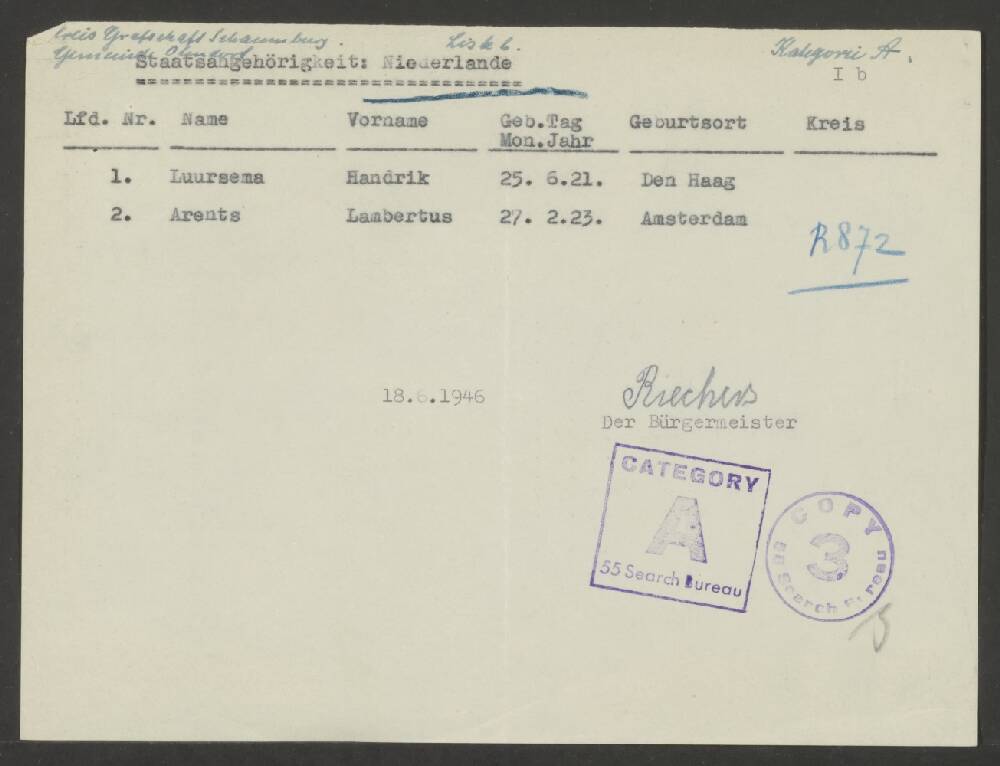 Kreis Grafschaft Schaumburg.
Liste 6.
Kategorie A.
Gemeinde
Staatsangehörigkeit: Niederlande
I b
Lfd. Nr. Name Vorname Geb.Tag Geburtsort Kreis
Mon.Jahr
1. Luursema Handrik 25. 6.21. Den Haag
2. Arents Lambertus 27. 2.23. Amsterdam
R872
18.6.1946
Riechers
Der Bürgermeister
CATEGORY
A
55 Search Bureau
COPY
3
Search Bureau